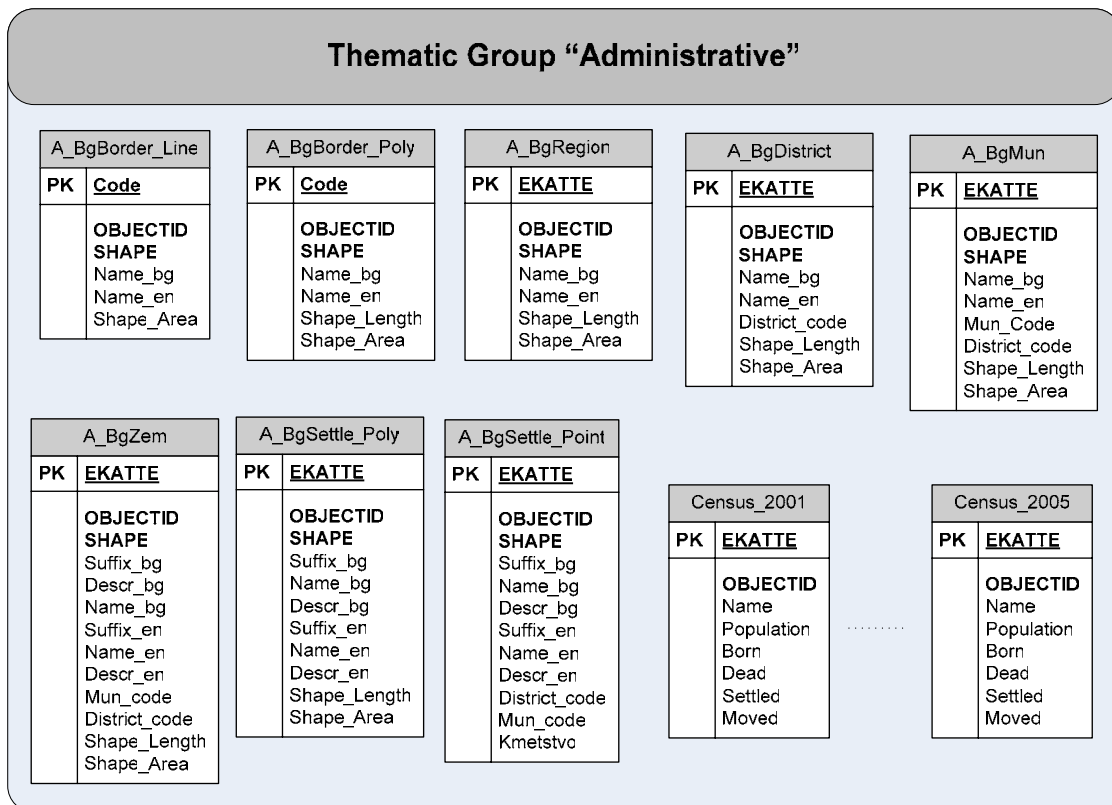 Thematic Group “Administrative”
A_BgBorder_Line
PK Code
OBJECTID
SHAPE
Name_bg
Name_en
Shape_Area
A_BgBorder_Poly
PK Code
OBJECTID
SHAPE
Name_bg
Name_en
Shape_Length
Shape_Area
A_BgRegion
PK EKATTE
OBJECTID
SHAPE
Name_bg
Name_en
Shape_Length
Shape_Area
A_BgDistrict
PK EKATTE
OBJECTID
SHAPE
Name_bg
Name_en
District_code
Shape_Length
Shape_Area
A_BgMun
PK EKATTE
OBJECTID
SHAPE
Name_bg
Name_en
Mun_Code
District_code
Shape_Length
Shape_Area
A_BgZem
PK EKATTE
OBJECTID
SHAPE
Suffix_bg
Descr_bg
Name_bg
Suffix_en
Name_en
Descr_en
Mun_code
District_code
Shape_Length
Shape_Area
A_BgSettle_Poly
PK EKATTE
OBJECTID
SHAPE
Suffix_bg
Name_bg
Descr_bg
Suffix_en
Name_en
Descr_en
Shape_Length
Shape_Area
A_BgSettle_Point
PK EKATTE
OBJECTID
SHAPE
Suffix_bg
Name_bg
Descr_bg
Suffix_en
Name_en
Descr_en
District_code
Mun_code
Kmetstvo
Census_2001
PK EKATTE
OBJECTID
Name
Population
Born
Dead
Settled
Moved
.........
Census_2005
PK EKATTE
OBJECTID
Name
Population
Born
Dead
Settled
Moved